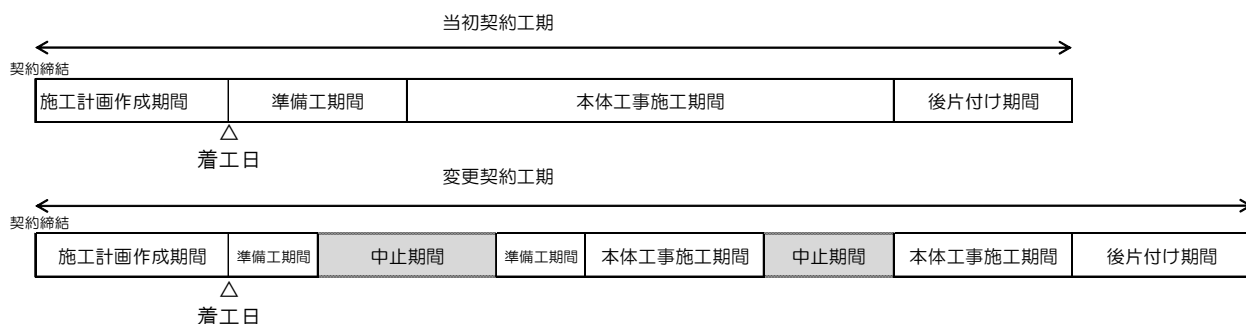 当初契約工期
契約締結
施工計画作成期間 準備工期間 本体工事施工期間 後片付け期間
△
着工日
変更契約工期
契約締結
施工計画作成期間 準備工期間 中止期間 準備工期間 本体工事施工期間 中止期間 本体工事施工期間 後片付け期間
△
着工日